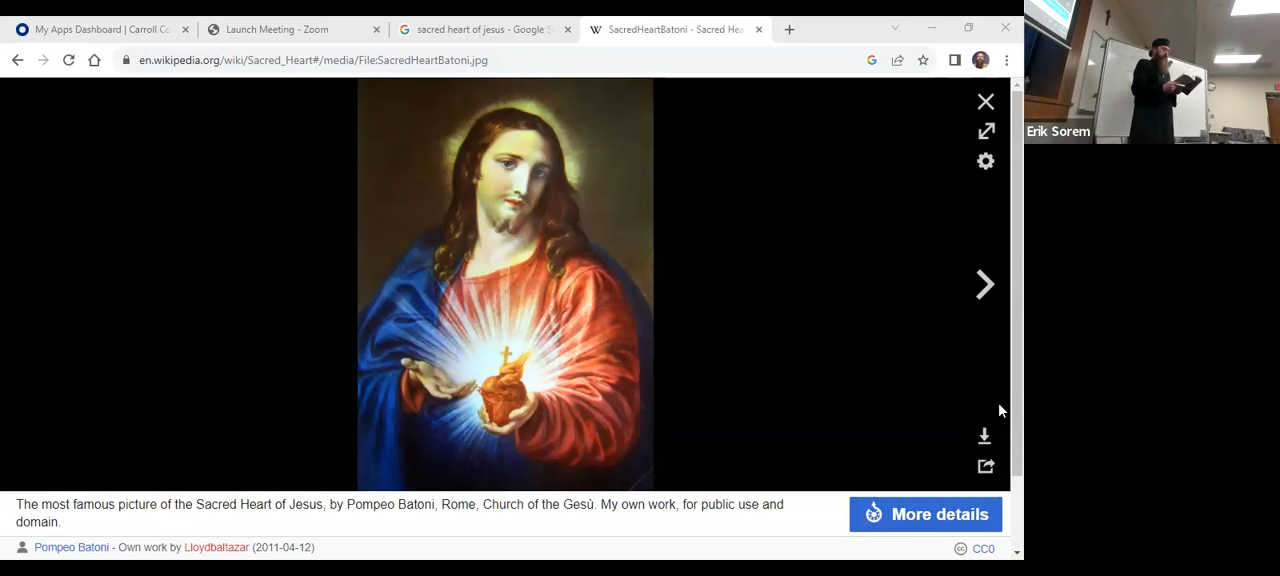 My Apps Dashboard | Carroll Co
Launch Meeting - Zoom
sacred heart of jesus - Google S
SacredHeartBatoni - Sacred Hea
en.wikipedia.org/wiki/Sacred_Heart#/media/File:SacredHeartBatoni.jpg
Erik Sorem
The most famous picture of the Sacred Heart of Jesus, by Pompeo Batoni, Rome, Church of the Gesù. My own work, for public use and
domain.
More details
Pompeo Batoni - Own work by Lloydbaltazar (2011-04-12)
CC0